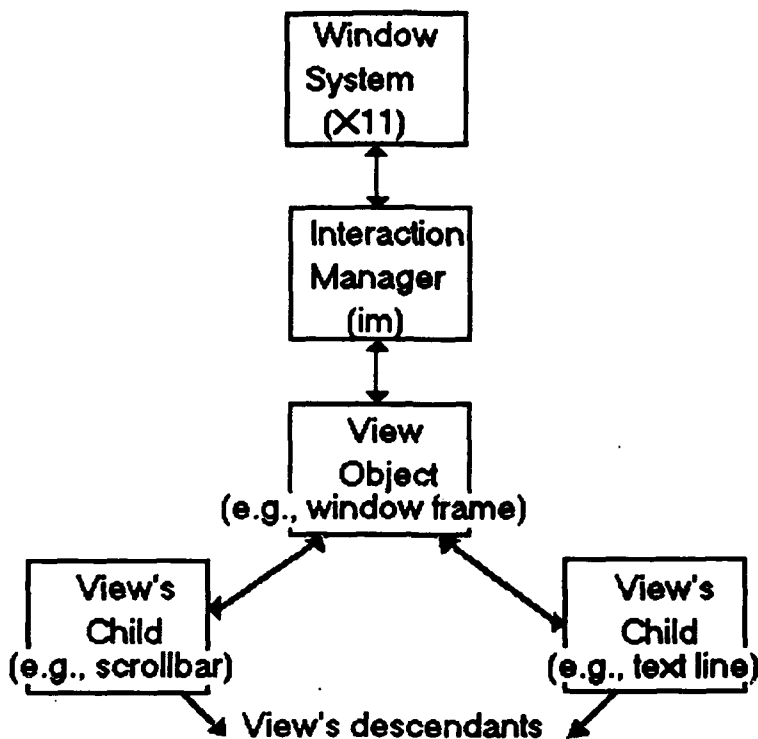 Window
System
(X11)
Interaction
Manager
(im)
View
Object
(e.g., window frame)
View's
Child
(e.g., scrollbar)
View's
Child
(e.g., text line)
View's descendants